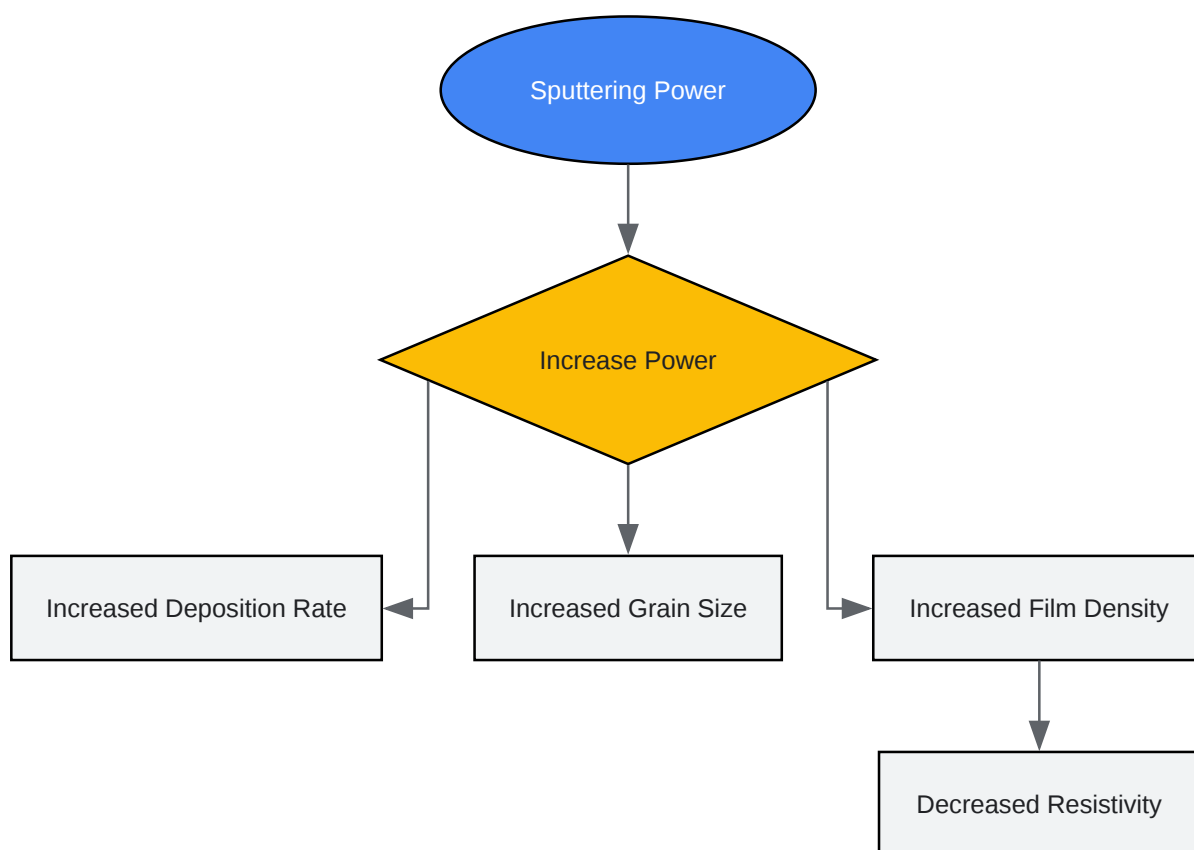 Sputtering Power
Increase Power
Increased Deposition Rate
Increased Grain Size
Increased Film Density
Decreased Resistivity